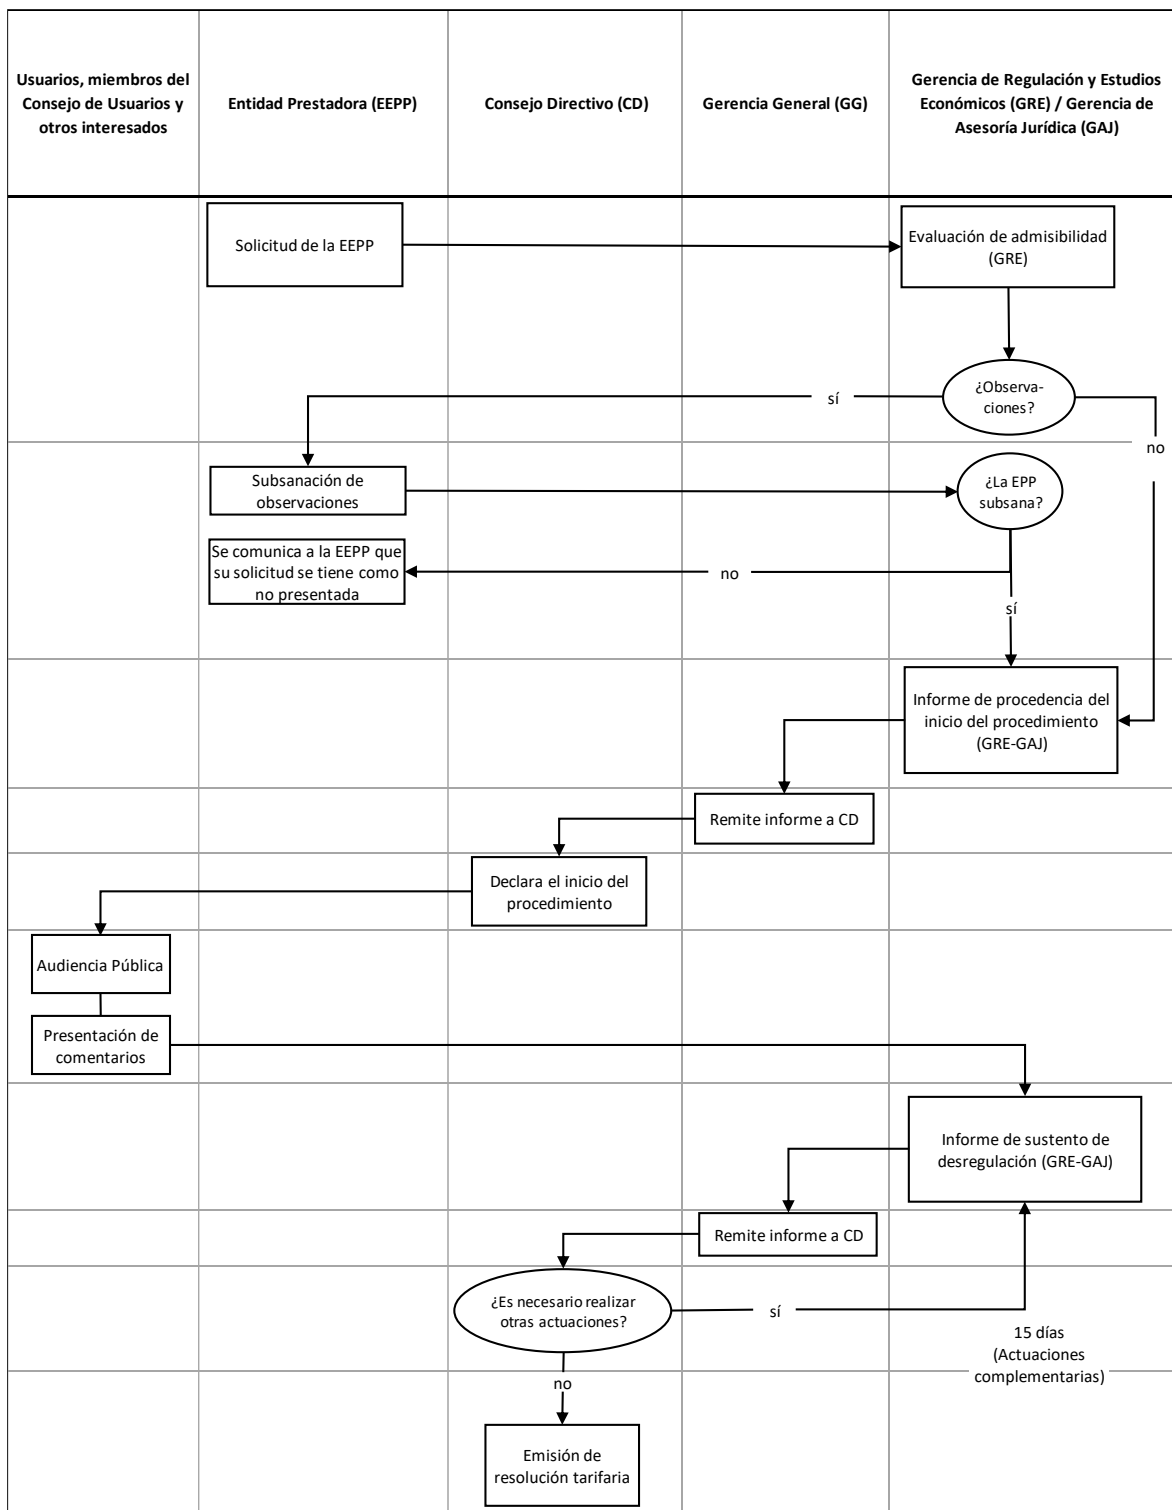 Usuarios, miembros del
Consejo de Usuarios y
otros interesados
Entidad Prestadora (EEPP)
Consejo Directivo (CD)
Gerencia General (GG)
Gerencia de Regulación y Estudios
Económicos (GRE) / Gerencia de
Asesoría Jurídica (GAJ)
Solicitud de la EEPP
Evaluación de admisibilidad
(GRE)
¿Observa-
ciones?
sí
no
Subsanación de
observaciones
¿La EPP
subsana?
Se comunica a la EEPP que
su solicitud se tiene como
no presentada
no
sí
Informe de procedencia del
inicio del procedimiento
(GRE-GAJ)
Remite informe a CD
Declara el inicio del
procedimiento
Audiencia Pública
Presentación de
comentarios
Informe de sustento de
desregulación (GRE-GAJ)
Remite informe a CD
¿Es necesario realizar
otras actuaciones?
sí
15 días
(Actuaciones
complementarias)
no
Emisión de
resolución tarifaria